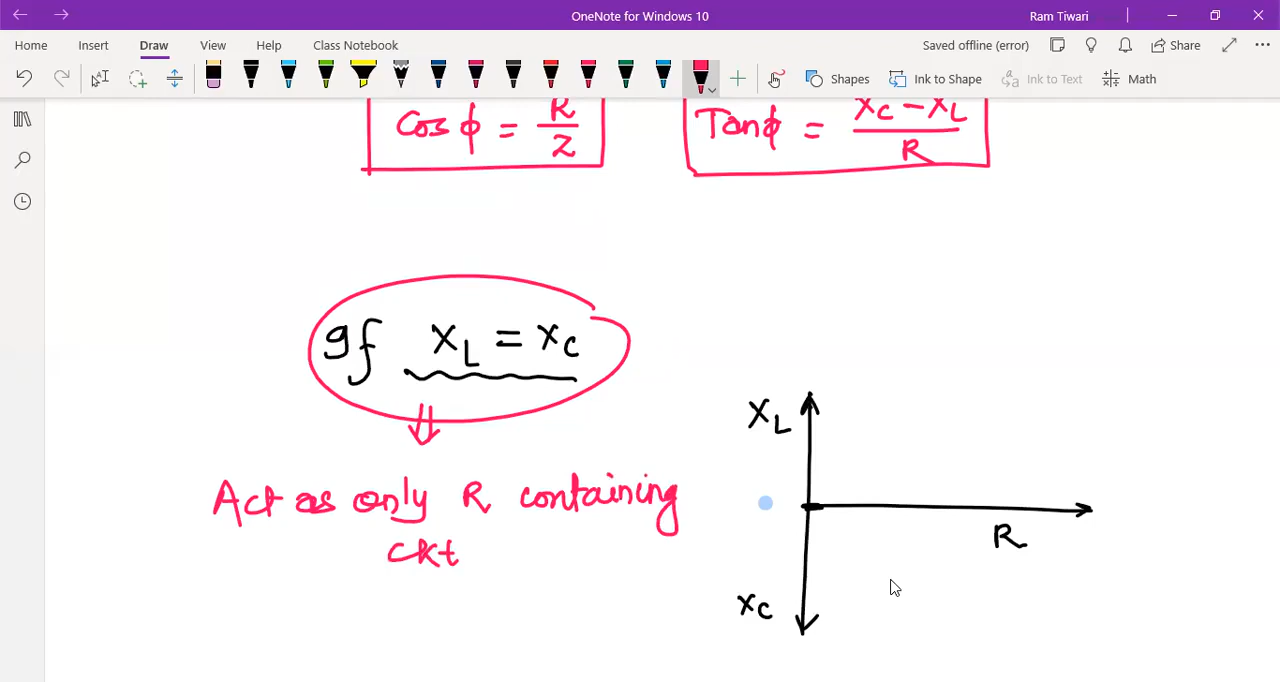 OneNote for Windows 10
Ram Tiwari
Home Insert Draw View Help Class Notebook
Saved offline (error) Share
Shapes Ink to Shape Ink to Text Math
Cos ϕ = R/Z
Tanϕ = (XC − XL)/R
If XL = XC
Act as only R containing
ckt
XL
R
XC